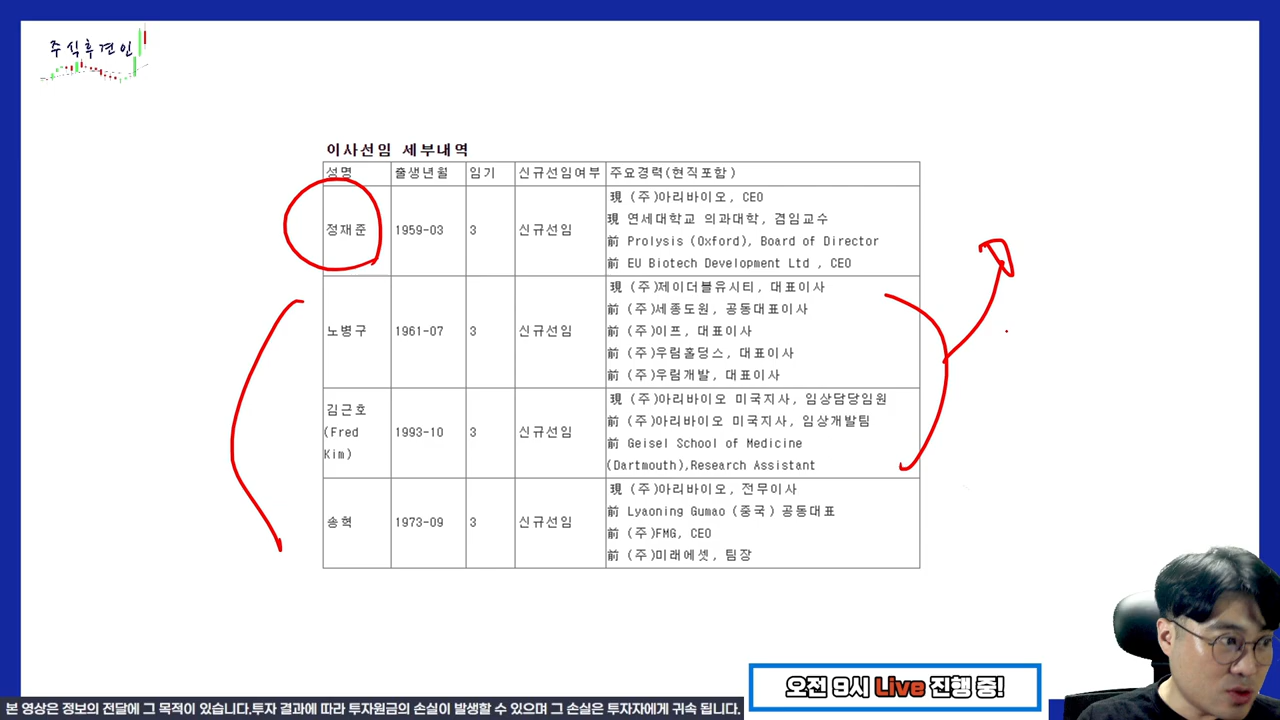 주식후견인
이사선임 세부내역
성명 출생년월 임기 신규선임여부 주요경력(현직포함)
정재준 1959-03 3 신규선임
現 (주)아리바이오, CEO
現 연세대학교 의과대학, 겸임교수
前 Prolysis (Oxford), Board of Director
前 EU Biotech Development Ltd , CEO
노병구 1961-07 3 신규선임
現 (주)제이더블유시티, 대표이사
前 (주)세종도원, 공동대표이사
前 (주)이프, 대표이사
前 (주)우림홀딩스, 대표이사
前 (주)우림개발, 대표이사
김근호
(Fred
Kim)
1993-10 3 신규선임
現 (주)아리바이오 미국지사, 임상담당임원
前 (주)아리바이오 미국지사, 임상개발팀
前 Geisel School of Medicine
(Dartmouth),Research Assistant
송혁 1973-09 3 신규선임
現 (주)아리바이오, 전무이사
前 Lyaoning Gumao (중국) 공동대표
前 (주)FMG, CEO
前 (주)미래에셋, 팀장
오전 9시 Live 진행 중!
본 영상은 정보의 전달에 그 목적이 있습니다.투자 결과에 따라 투자원금의 손실이 발생할 수 있으며 그 손실은 투자자에게 귀속 됩니다.